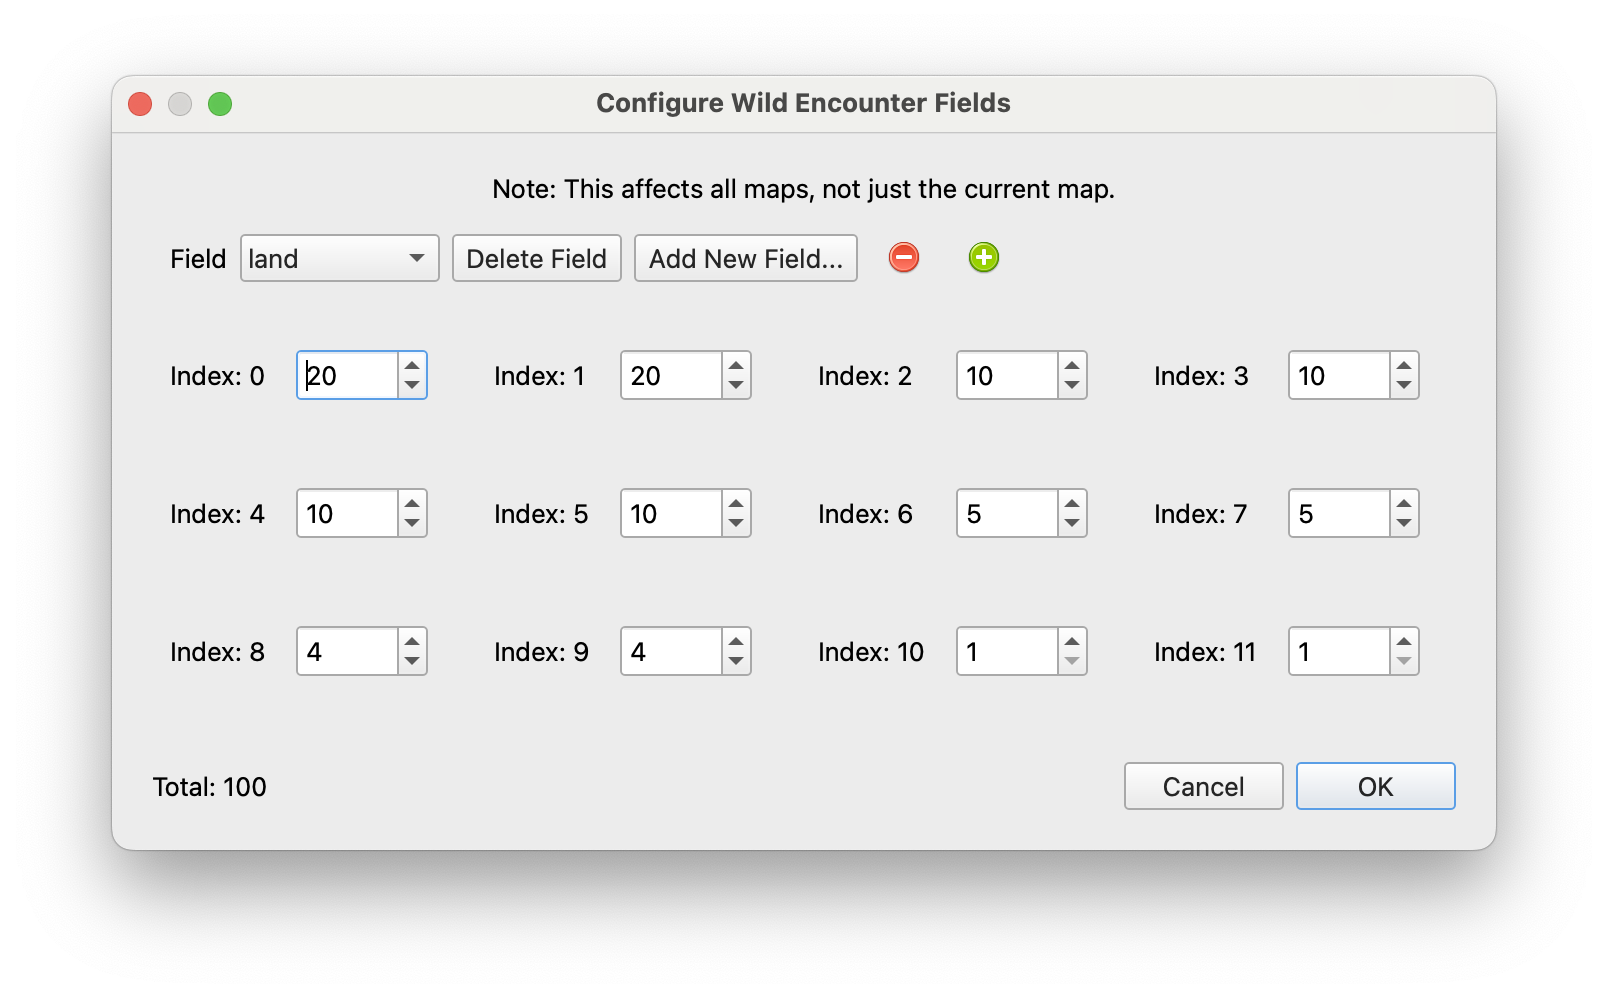 Configure Wild Encounter Fields
Note: This affects all maps, not just the current map.
Field land Delete Field Add New Field...
Index: 0 20 Index: 1 20 Index: 2 10 Index: 3 10
Index: 4 10 Index: 5 10 Index: 6 5 Index: 7 5
Index: 8 4 Index: 9 4 Index: 10 1 Index: 11 1
Total: 100 Cancel OK